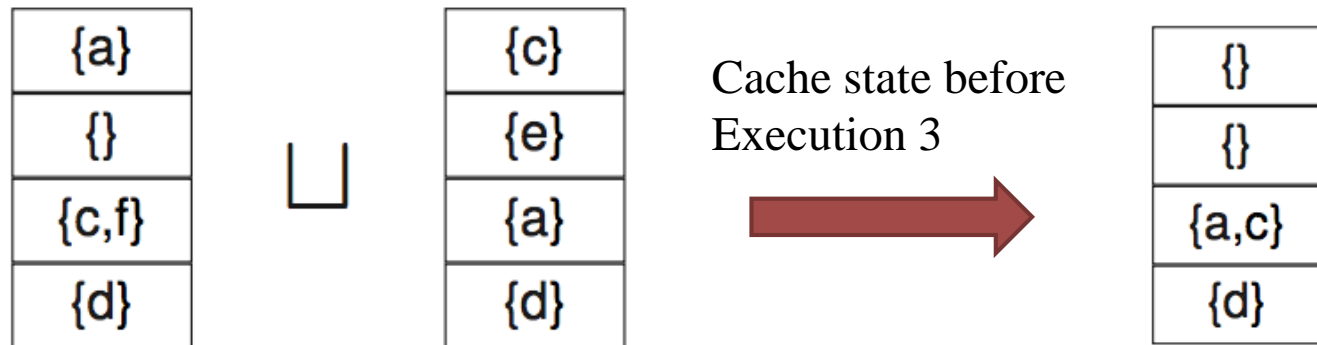 {a}
{}
{c,f}
{d}
⊔
{c}
{e}
{a}
{d}
Cache state before
Execution 3
{}
{}
{a,c}
{d}